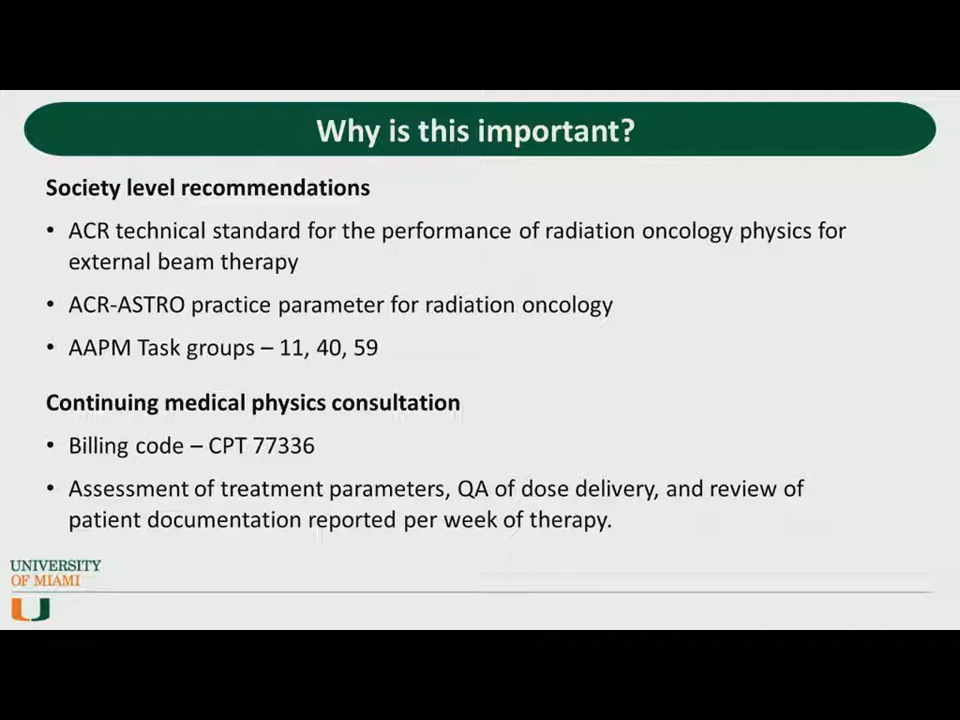 Why is this important?
Society level recommendations
• ACR technical standard for the performance of radiation oncology physics for
external beam therapy
• ACR-ASTRO practice parameter for radiation oncology
• AAPM Task groups – 11, 40, 59
Continuing medical physics consultation
• Billing code – CPT 77336
• Assessment of treatment parameters, QA of dose delivery, and review of
patient documentation reported per week of therapy.
UNIVERSITY
OF MIAMI
U